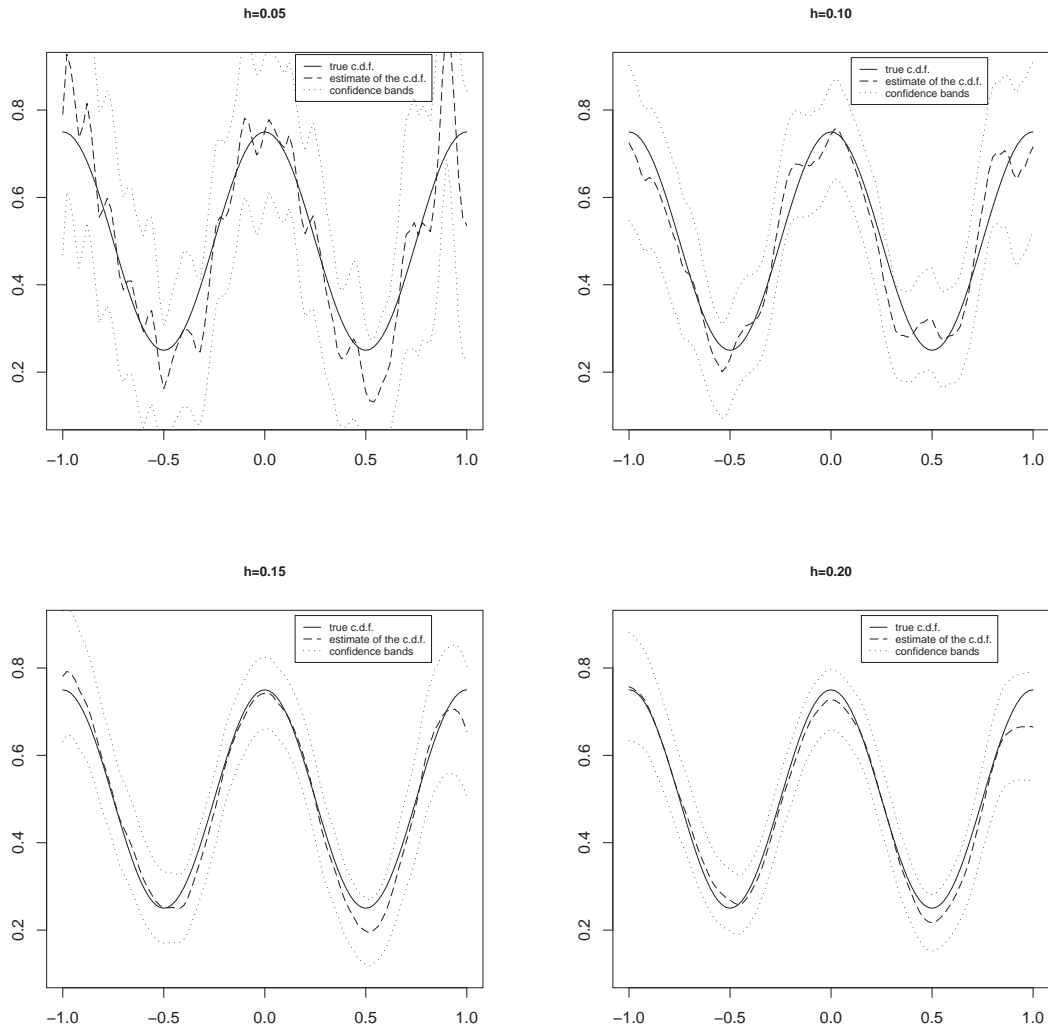 h=0.05
true c.d.f.
estimate of the c.d.f.
confidence bands
0.2
0.4
0.6
0.8
−1.0
−0.5
0.0
0.5
1.0
h=0.10
true c.d.f.
estimate of the c.d.f.
confidence bands
0.2
0.4
0.6
0.8
−1.0
−0.5
0.0
0.5
1.0
h=0.15
true c.d.f.
estimate of the c.d.f.
confidence bands
0.2
0.4
0.6
0.8
−1.0
−0.5
0.0
0.5
1.0
h=0.20
true c.d.f.
estimate of the c.d.f.
confidence bands
0.2
0.4
0.6
0.8
−1.0
−0.5
0.0
0.5
1.0